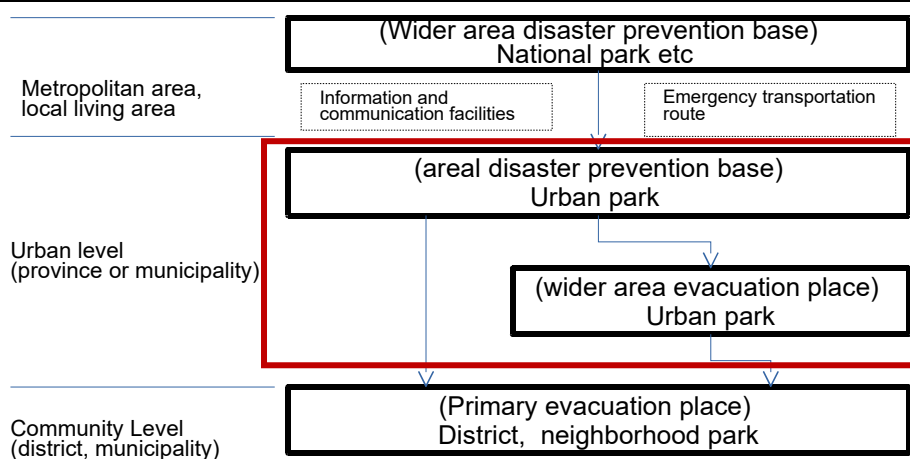 (Wider area disaster prevention base)
National park etc
Metropolitan area,
local living area
Information and
communication facilities
Emergency transportation
route
(areal disaster prevention base)
Urban park
Urban level
(province or municipality)
(wider area evacuation place)
Urban park
(Primary evacuation place)
District, neighborhood park
Community Level
(district, municipality)